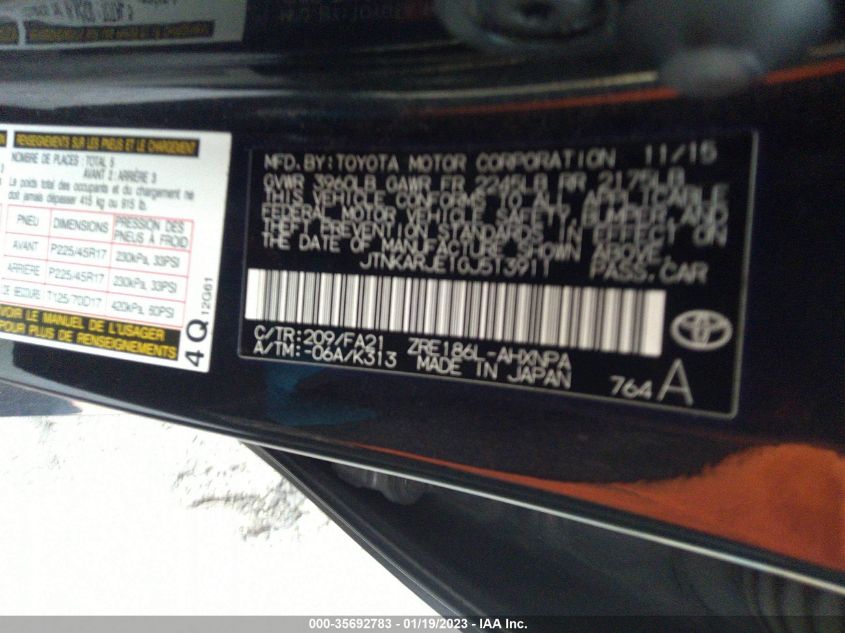 RENSEIGNEMENTS SUR LES PNEUS ET LE CHARGEMENT
NOMBRE DE PLACES : TOTAL 5
AVANT 2 : ARRIÈRE 3
Le poids total des occupants et du chargement ne
doit jamais dépasser 415 kg ou 915 lb.
PNEU DIMENSIONS PRESSION DES PNEUS À FROID
AVANT P225/45R17 230kPa, 33PSI
ARRIÈRE P225/45R17 230kPa, 33PSI
DE SECOURS T125/70D17 420kPa, 60PSI
VOIR LE MANUEL DE L'USAGER
POUR PLUS DE RENSEIGNEMENTS
4Q 12G61
MFD. BY: TOYOTA MOTOR CORPORATION 11/15
GVWR 3960LB GAWR FR 2245LB RR 2175LB
THIS VEHICLE CONFORMS TO ALL APPLICABLE
FEDERAL MOTOR VEHICLE SAFETY, BUMPER, AND
THEFT PREVENTION STANDARDS IN EFFECT ON
THE DATE OF MANUFACTURE SHOWN ABOVE.
JTNKARJE1GJ513911 PASS. CAR
C/TR: 209/FA21 ZRE186L-AHXNPA
A/TM: -06A/K313 MADE IN JAPAN 764 A
000-35692783 - 01/19/2023 - IAA Inc.